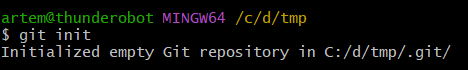 artem@thunderobot MINGW64 /c/d/tmp
$ git init
Initialized empty Git repository in C:/d/tmp/.git/